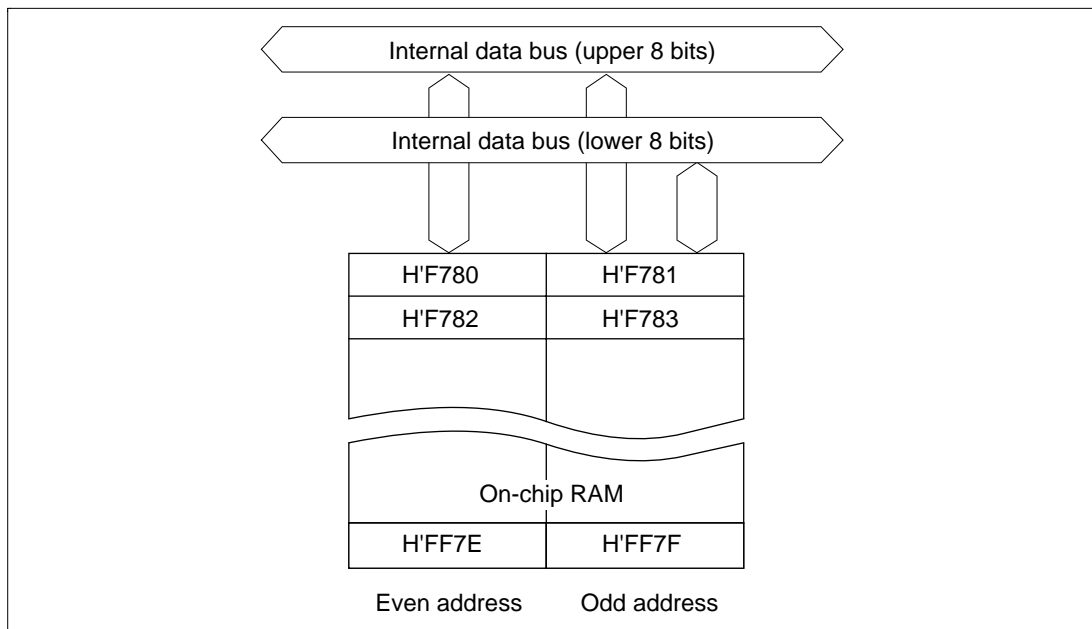 Internal data bus (upper 8 bits)
Internal data bus (lower 8 bits)
H'F780 H'F781
H'F782 H'F783
On-chip RAM
H'FF7E H'FF7F
Even address Odd address